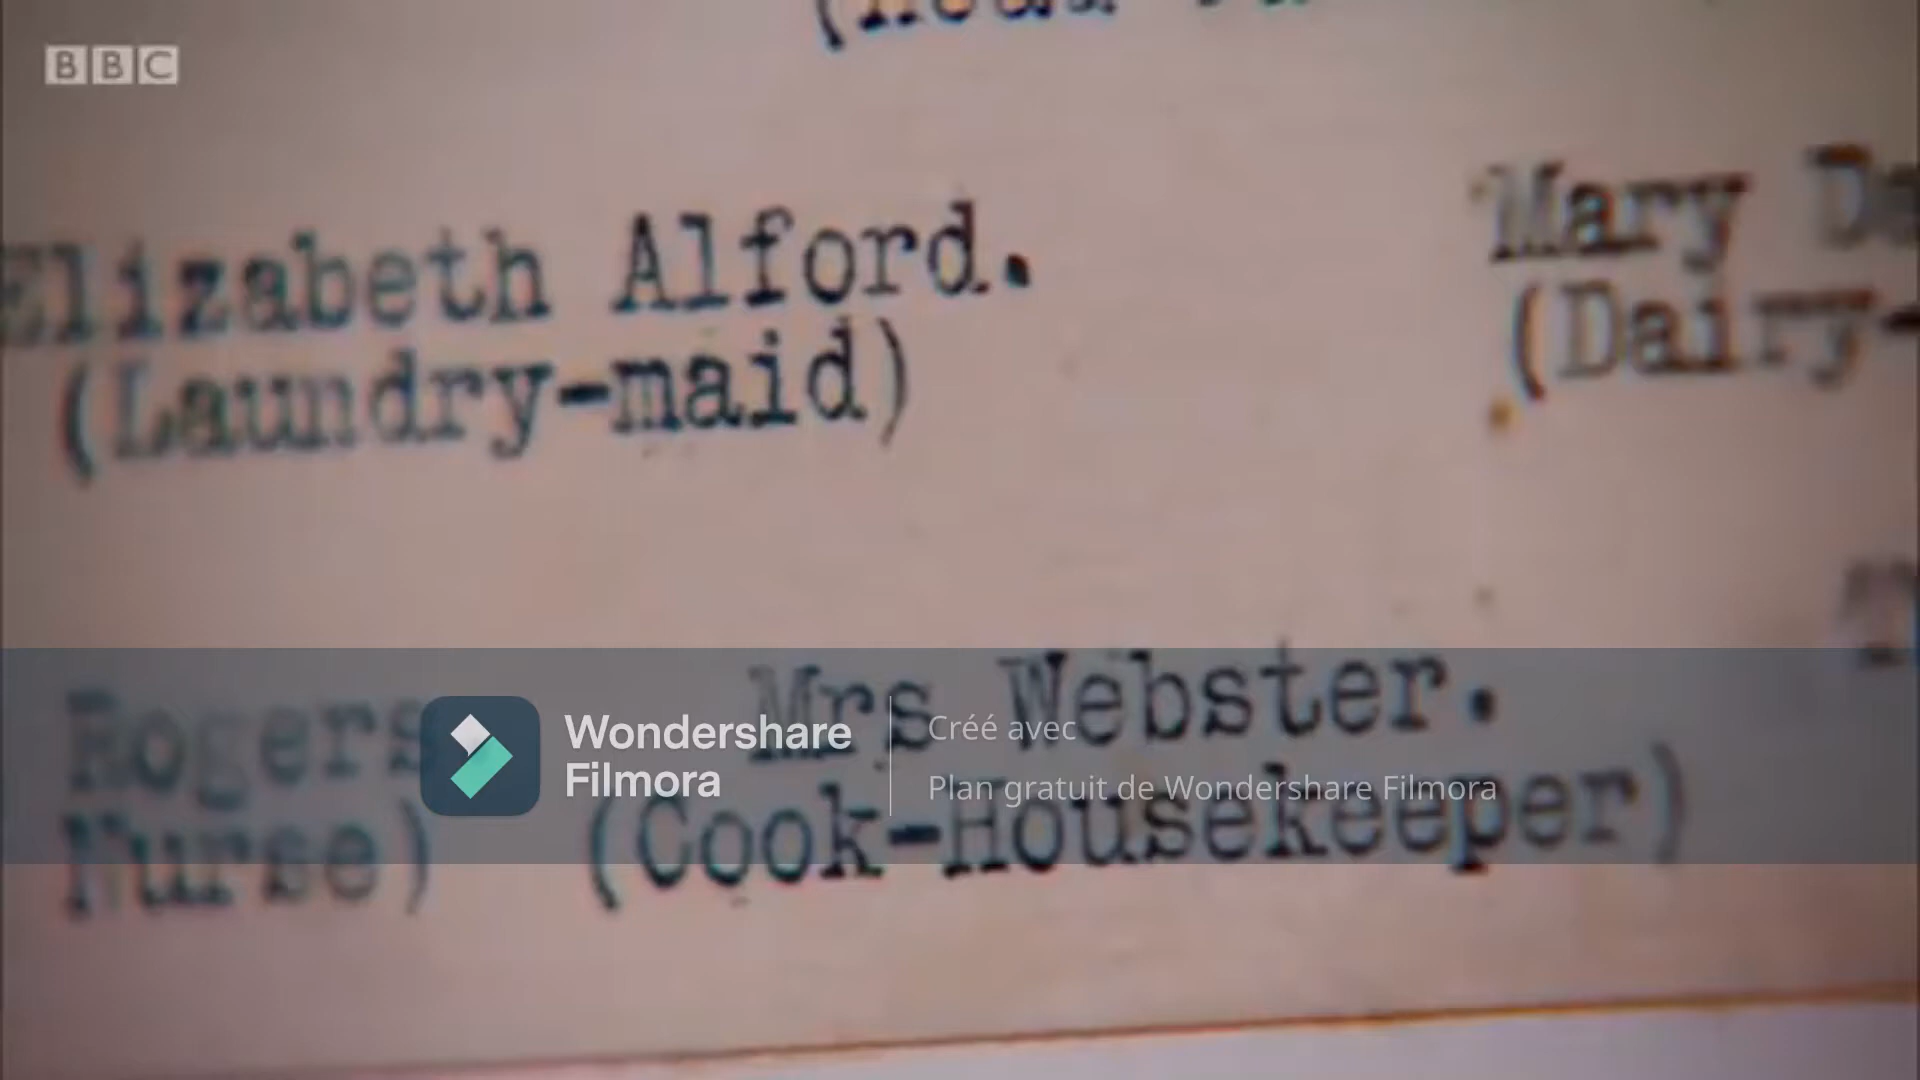 BBC
Elizabeth Alford.
Mary
(Laundry-maid)
(Dairy-
Rogers
Mrs Webster.
Nurse)
(Cook-Housekeeper)
Wondershare
Filmora
Créé avec
Plan gratuit de Wondershare Filmora